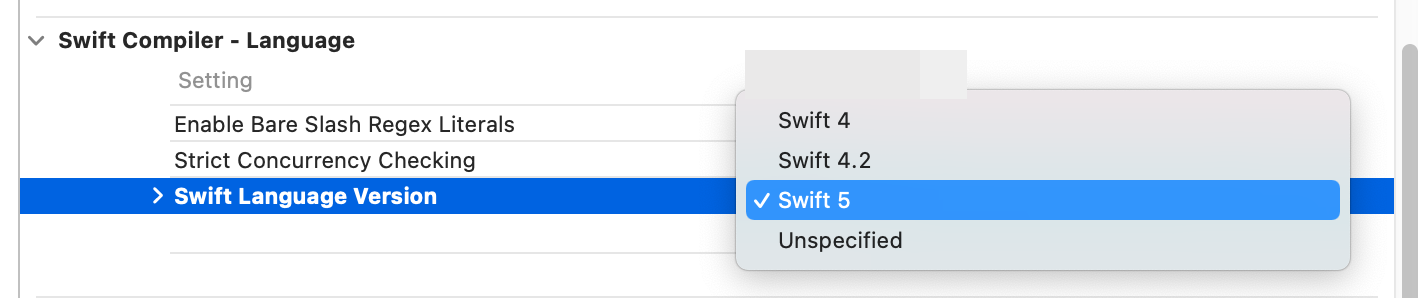 Swift Compiler - Language
Setting
Enable Bare Slash Regex Literals
Strict Concurrency Checking
Swift Language Version
Swift 4
Swift 4.2
Swift 5
Unspecified